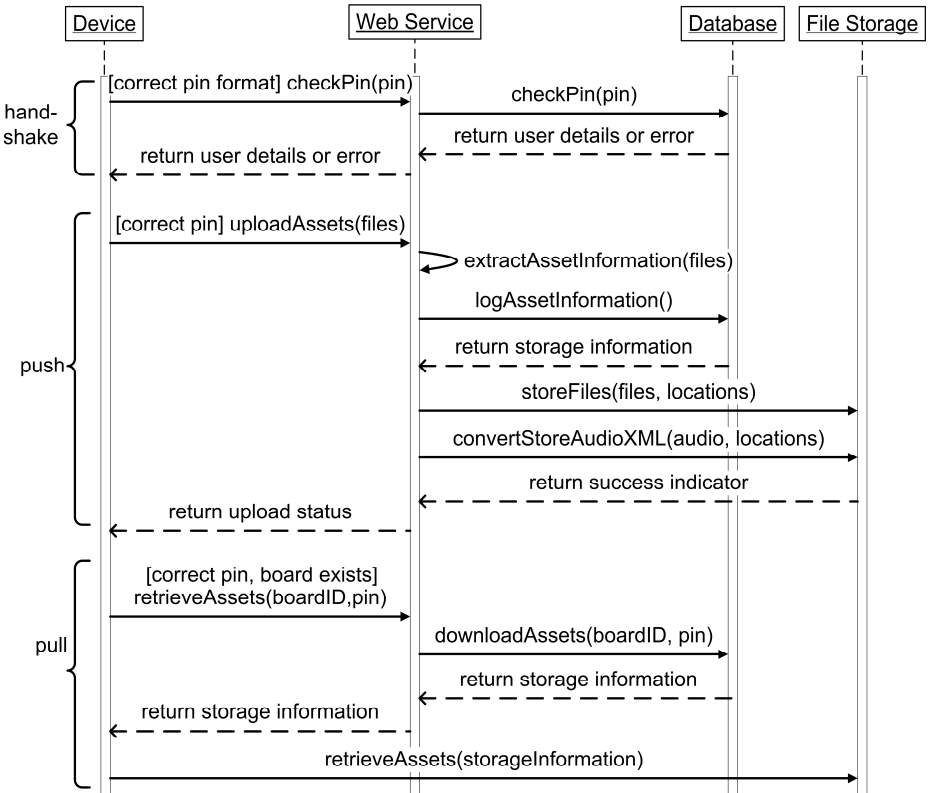 Device
Web Service
Database
File Storage
hand-
shake
[correct pin format] checkPin(pin)
checkPin(pin)
return user details or error
return user details or error
push
[correct pin] uploadAssets(files)
extractAssetInformation(files)
logAssetInformation()
return storage information
storeFiles(files, locations)
convertStoreAudioXML(audio, locations)
return success indicator
return upload status
pull
[correct pin, board exists]
retrieveAssets(boardID,pin)
downloadAssets(boardID, pin)
return storage information
return storage information
retrieveAssets(storageInformation)